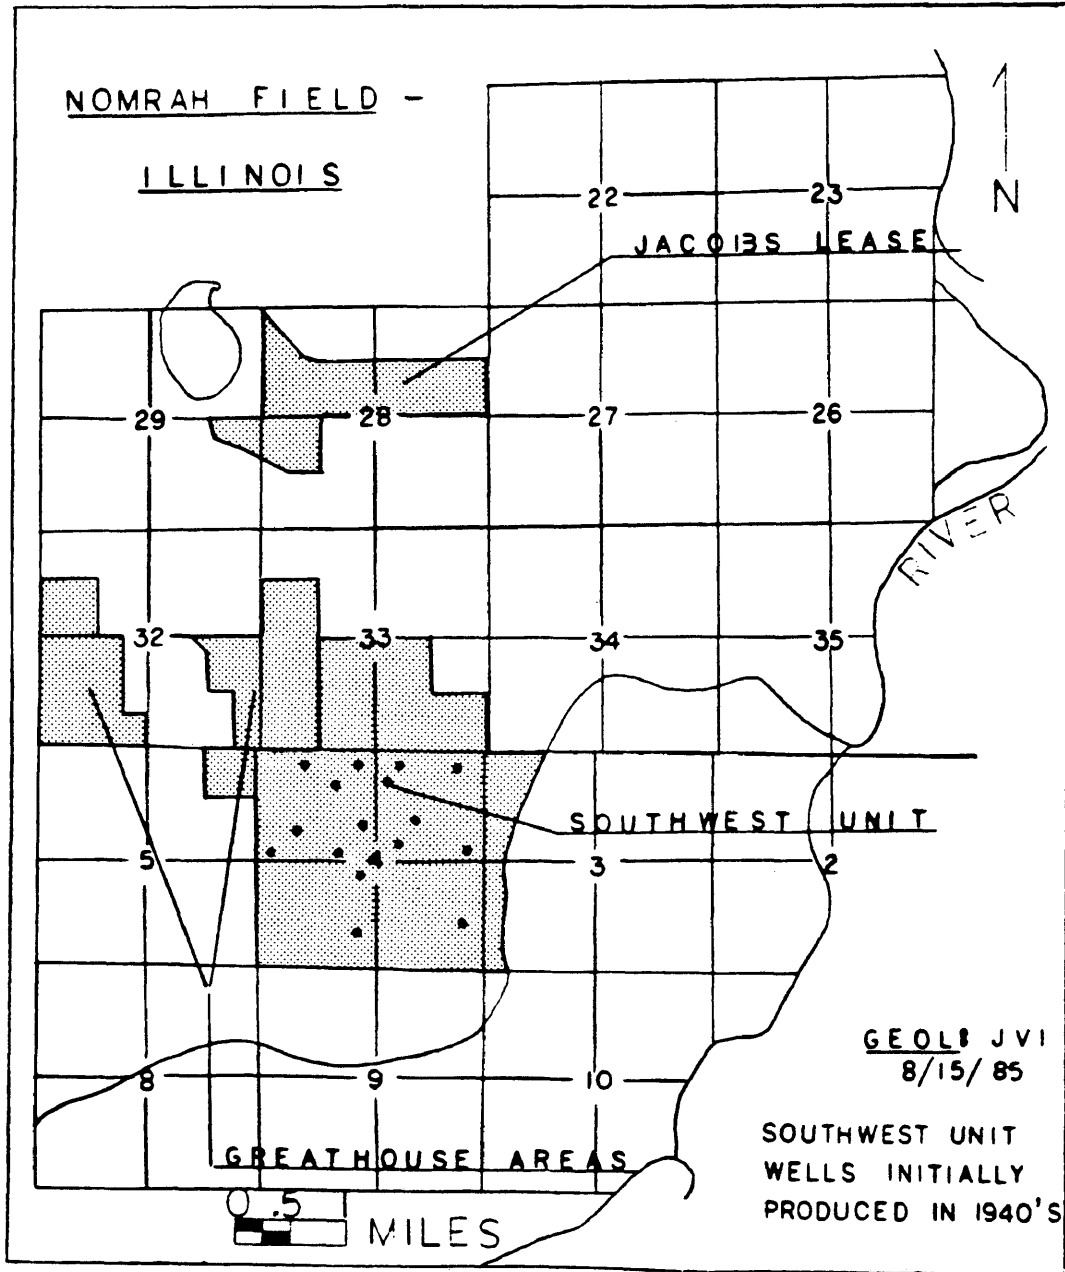 NOMRAH FIELD -
ILLINOIS
N
22
23
JACOBS LEASE
29
28
27
26
RIVER
32
33
34
35
SOUTHWEST UNIT
5
4
3
2
GEOL: JVI
8/15/85
8
9
10
SOUTHWEST UNIT
WELLS INITIALLY
PRODUCED IN 1940'S
GREATHOUSE AREAS
0 .5 1
MILES